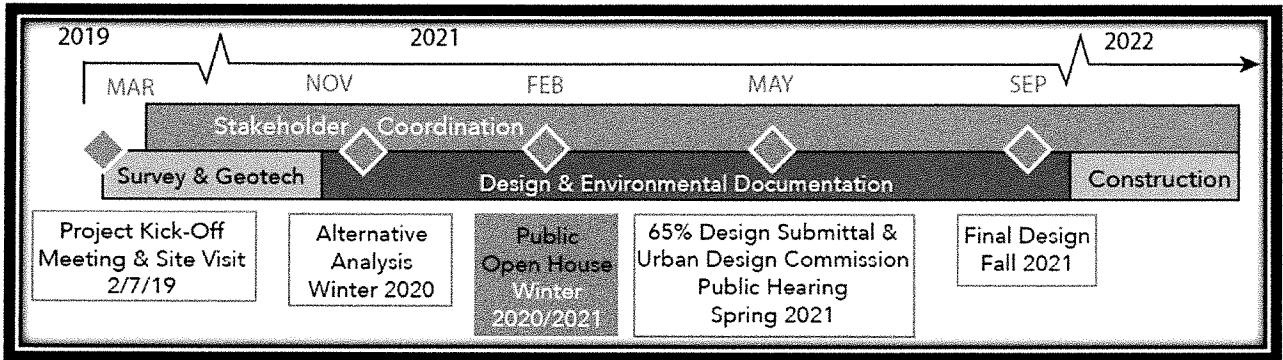 2019 2021 2022
MAR NOV FEB MAY SEP
Stakeholder Coordination
Survey & Geotech Design & Environmental Documentation Construction
Project Kick-Off
Meeting & Site Visit
2/7/19
Alternative
Analysis
Winter 2020
Public
Open House
Winter
2020/2021
65% Design Submittal &
Urban Design Commission
Public Hearing
Spring 2021
Final Design
Fall 2021